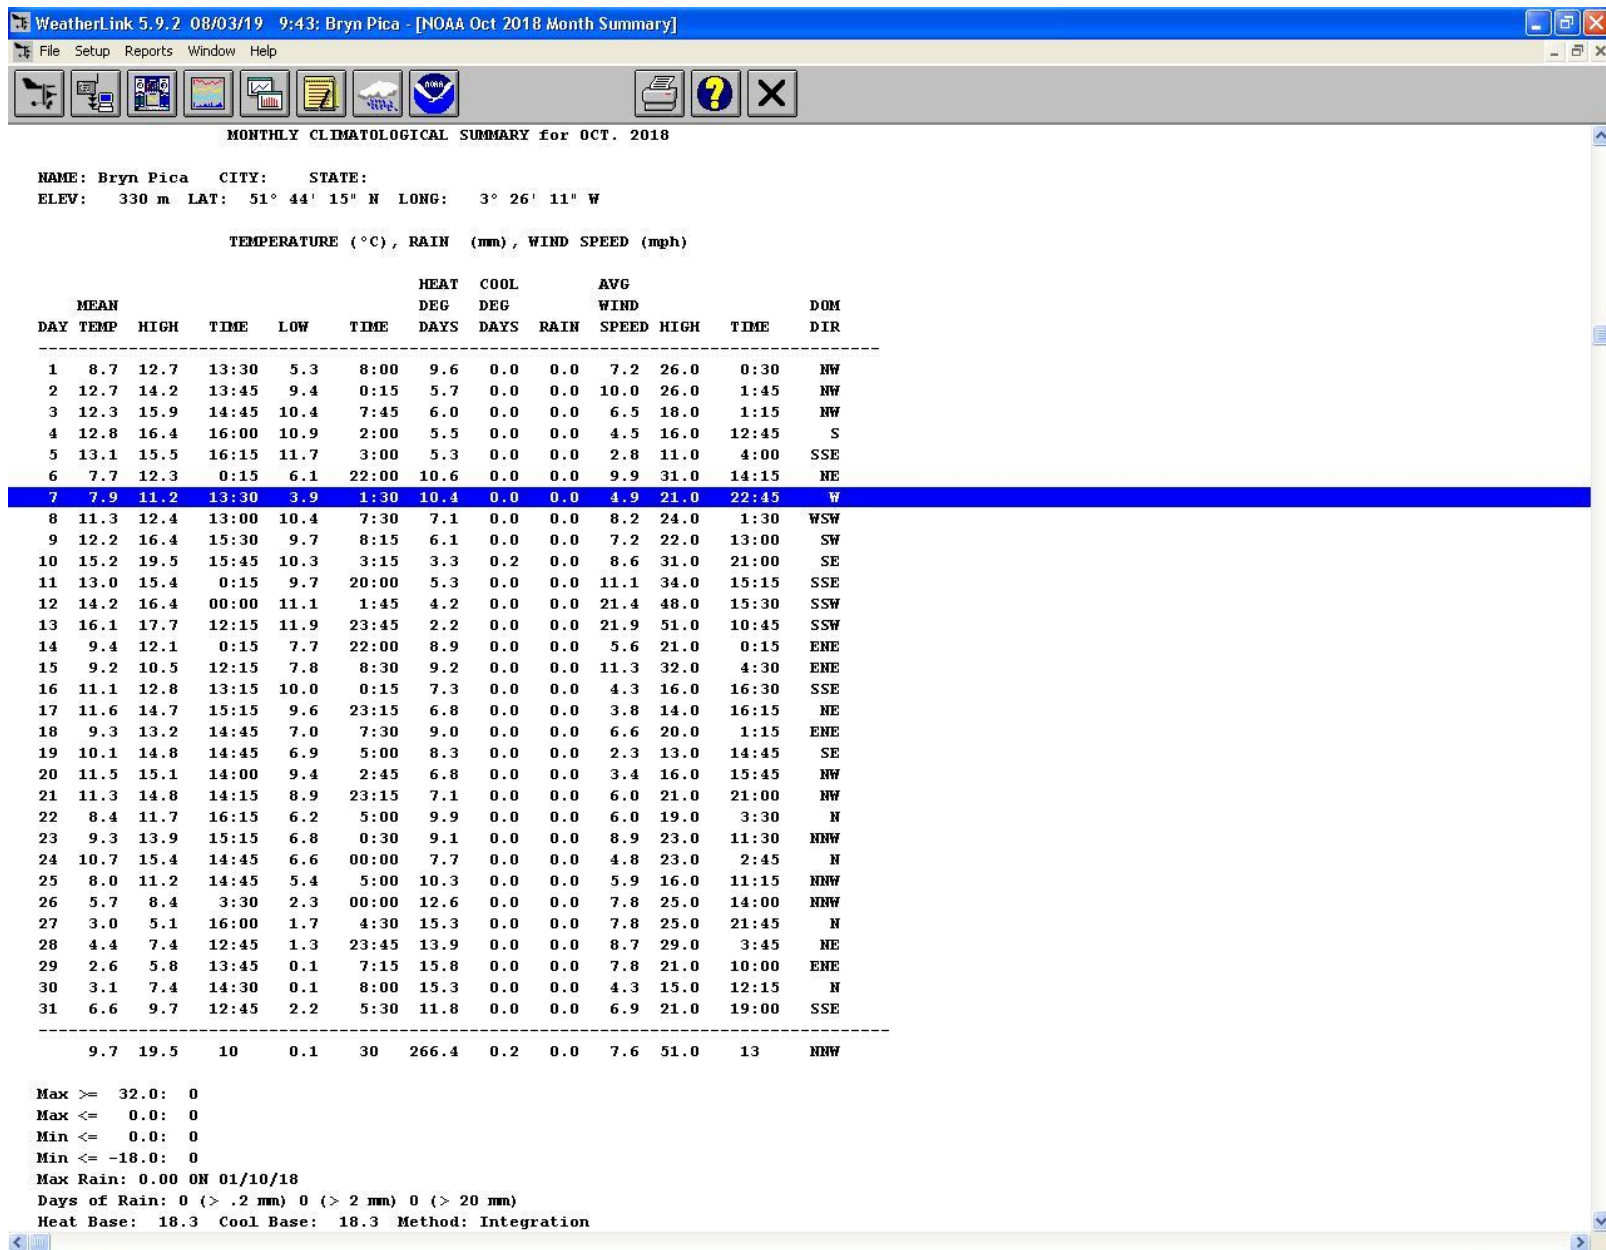 WeatherLink 5.9.2 08/03/19 9:43: Bryn Pica - [NOAA Oct 2018 Month Summary]
File Setup Reports Window Help
NOAA
MONTHLY CLIMATOLOGICAL SUMMARY for OCT. 2018
NAME: Bryn Pica CITY: STATE:
ELEV: 330 m LAT: 51° 44' 15" N LONG: 3° 26' 11" W
TEMPERATURE (°C), RAIN (mm), WIND SPEED (mph)
HEAT COOL AVG
MEAN DEG DEG WIND DOM
DAY TEMP HIGH TIME LOW TIME DAYS DAYS RAIN SPEED HIGH TIME DIR
1 8.7 12.7 13:30 5.3 8:00 9.6 0.0 0.0 7.2 26.0 0:30 NW
2 12.7 14.2 13:45 9.4 0:15 5.7 0.0 0.0 10.0 26.0 1:45 NW
3 12.3 15.9 14:45 10.4 7:45 6.0 0.0 0.0 6.5 18.0 1:15 NW
4 12.8 16.4 16:00 10.9 2:00 5.5 0.0 0.0 4.5 16.0 12:45 S
5 13.1 15.5 16:15 11.7 3:00 5.3 0.0 0.0 2.8 11.0 4:00 SSE
6 7.7 12.3 0:15 6.1 22:00 10.6 0.0 0.0 9.9 31.0 14:15 NE
7 7.9 11.2 13:30 3.9 1:30 10.4 0.0 0.0 4.9 21.0 22:45 W
8 11.3 12.4 13:00 10.4 7:30 7.1 0.0 0.0 8.2 24.0 1:30 WSW
9 12.2 16.4 15:30 9.7 8:15 6.1 0.0 0.0 7.2 22.0 13:00 SW
10 15.2 19.5 15:45 10.3 3:15 3.3 0.2 0.0 8.6 31.0 21:00 SE
11 13.0 15.4 0:15 9.7 20:00 5.3 0.0 0.0 11.1 34.0 15:15 SSE
12 14.2 16.4 00:00 11.1 1:45 4.2 0.0 0.0 21.4 48.0 15:30 SSW
13 16.1 17.7 12:15 11.9 23:45 2.2 0.0 0.0 21.9 51.0 10:45 SSW
14 9.4 12.1 0:15 7.7 22:00 8.9 0.0 0.0 5.6 21.0 0:15 ENE
15 9.2 10.5 12:15 7.8 8:30 9.2 0.0 0.0 11.3 32.0 4:30 ENE
16 11.1 12.8 13:15 10.0 0:15 7.3 0.0 0.0 4.3 16.0 16:30 SSE
17 11.6 14.7 15:15 9.6 23:15 6.8 0.0 0.0 3.8 14.0 16:15 NE
18 9.3 13.2 14:45 7.0 7:30 9.0 0.0 0.0 6.6 20.0 1:15 ENE
19 10.1 14.8 14:45 6.9 5:00 8.3 0.0 0.0 2.3 13.0 14:45 SE
20 11.5 15.1 14:00 9.4 2:45 6.8 0.0 0.0 3.4 16.0 15:45 NW
21 11.3 14.8 14:15 8.9 23:15 7.1 0.0 0.0 6.0 21.0 21:00 NW
22 8.4 11.7 16:15 6.2 5:00 9.9 0.0 0.0 6.0 19.0 3:30 N
23 9.3 13.9 15:15 6.8 0:30 9.1 0.0 0.0 8.9 23.0 11:30 NNW
24 10.7 15.4 14:45 6.6 00:00 7.7 0.0 0.0 4.8 23.0 2:45 N
25 8.0 11.2 14:45 5.4 5:00 10.3 0.0 0.0 5.9 16.0 11:15 NNW
26 5.7 8.4 3:30 2.3 00:00 12.6 0.0 0.0 7.8 25.0 14:00 NNW
27 3.0 5.1 16:00 1.7 4:30 15.3 0.0 0.0 7.8 25.0 21:45 N
28 4.4 7.4 12:45 1.3 23:45 13.9 0.0 0.0 8.7 29.0 3:45 NE
29 2.6 5.8 13:45 0.1 7:15 15.8 0.0 0.0 7.8 21.0 10:00 ENE
30 3.1 7.4 14:30 0.1 8:00 15.3 0.0 0.0 4.3 15.0 12:15 N
31 6.6 9.7 12:45 2.2 5:30 11.8 0.0 0.0 6.9 21.0 19:00 SSE
9.7 19.5 10 0.1 30 266.4 0.2 0.0 7.6 51.0 13 NNW
Max >= 32.0: 0
Max <= 0.0: 0
Min <= 0.0: 0
Min <= -18.0: 0
Max Rain: 0.00 ON 01/10/18
Days of Rain: 0 (> .2 mm) 0 (> 2 mm) 0 (> 20 mm)
Heat Base: 18.3 Cool Base: 18.3 Method: Integration